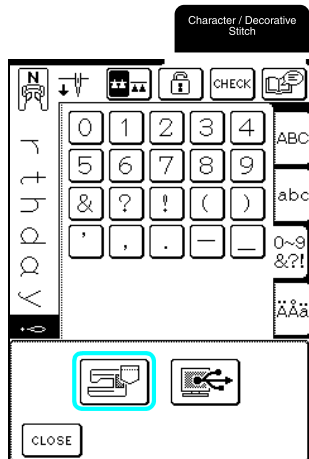 Character / Decorative
Stitch
N
CHECK
rthday
0 1 2 3 4
5 6 7 8 9
& ? ! ( )
' , . — _
ABC
abc
0~9
&?!
ÄÅä
CLOSE